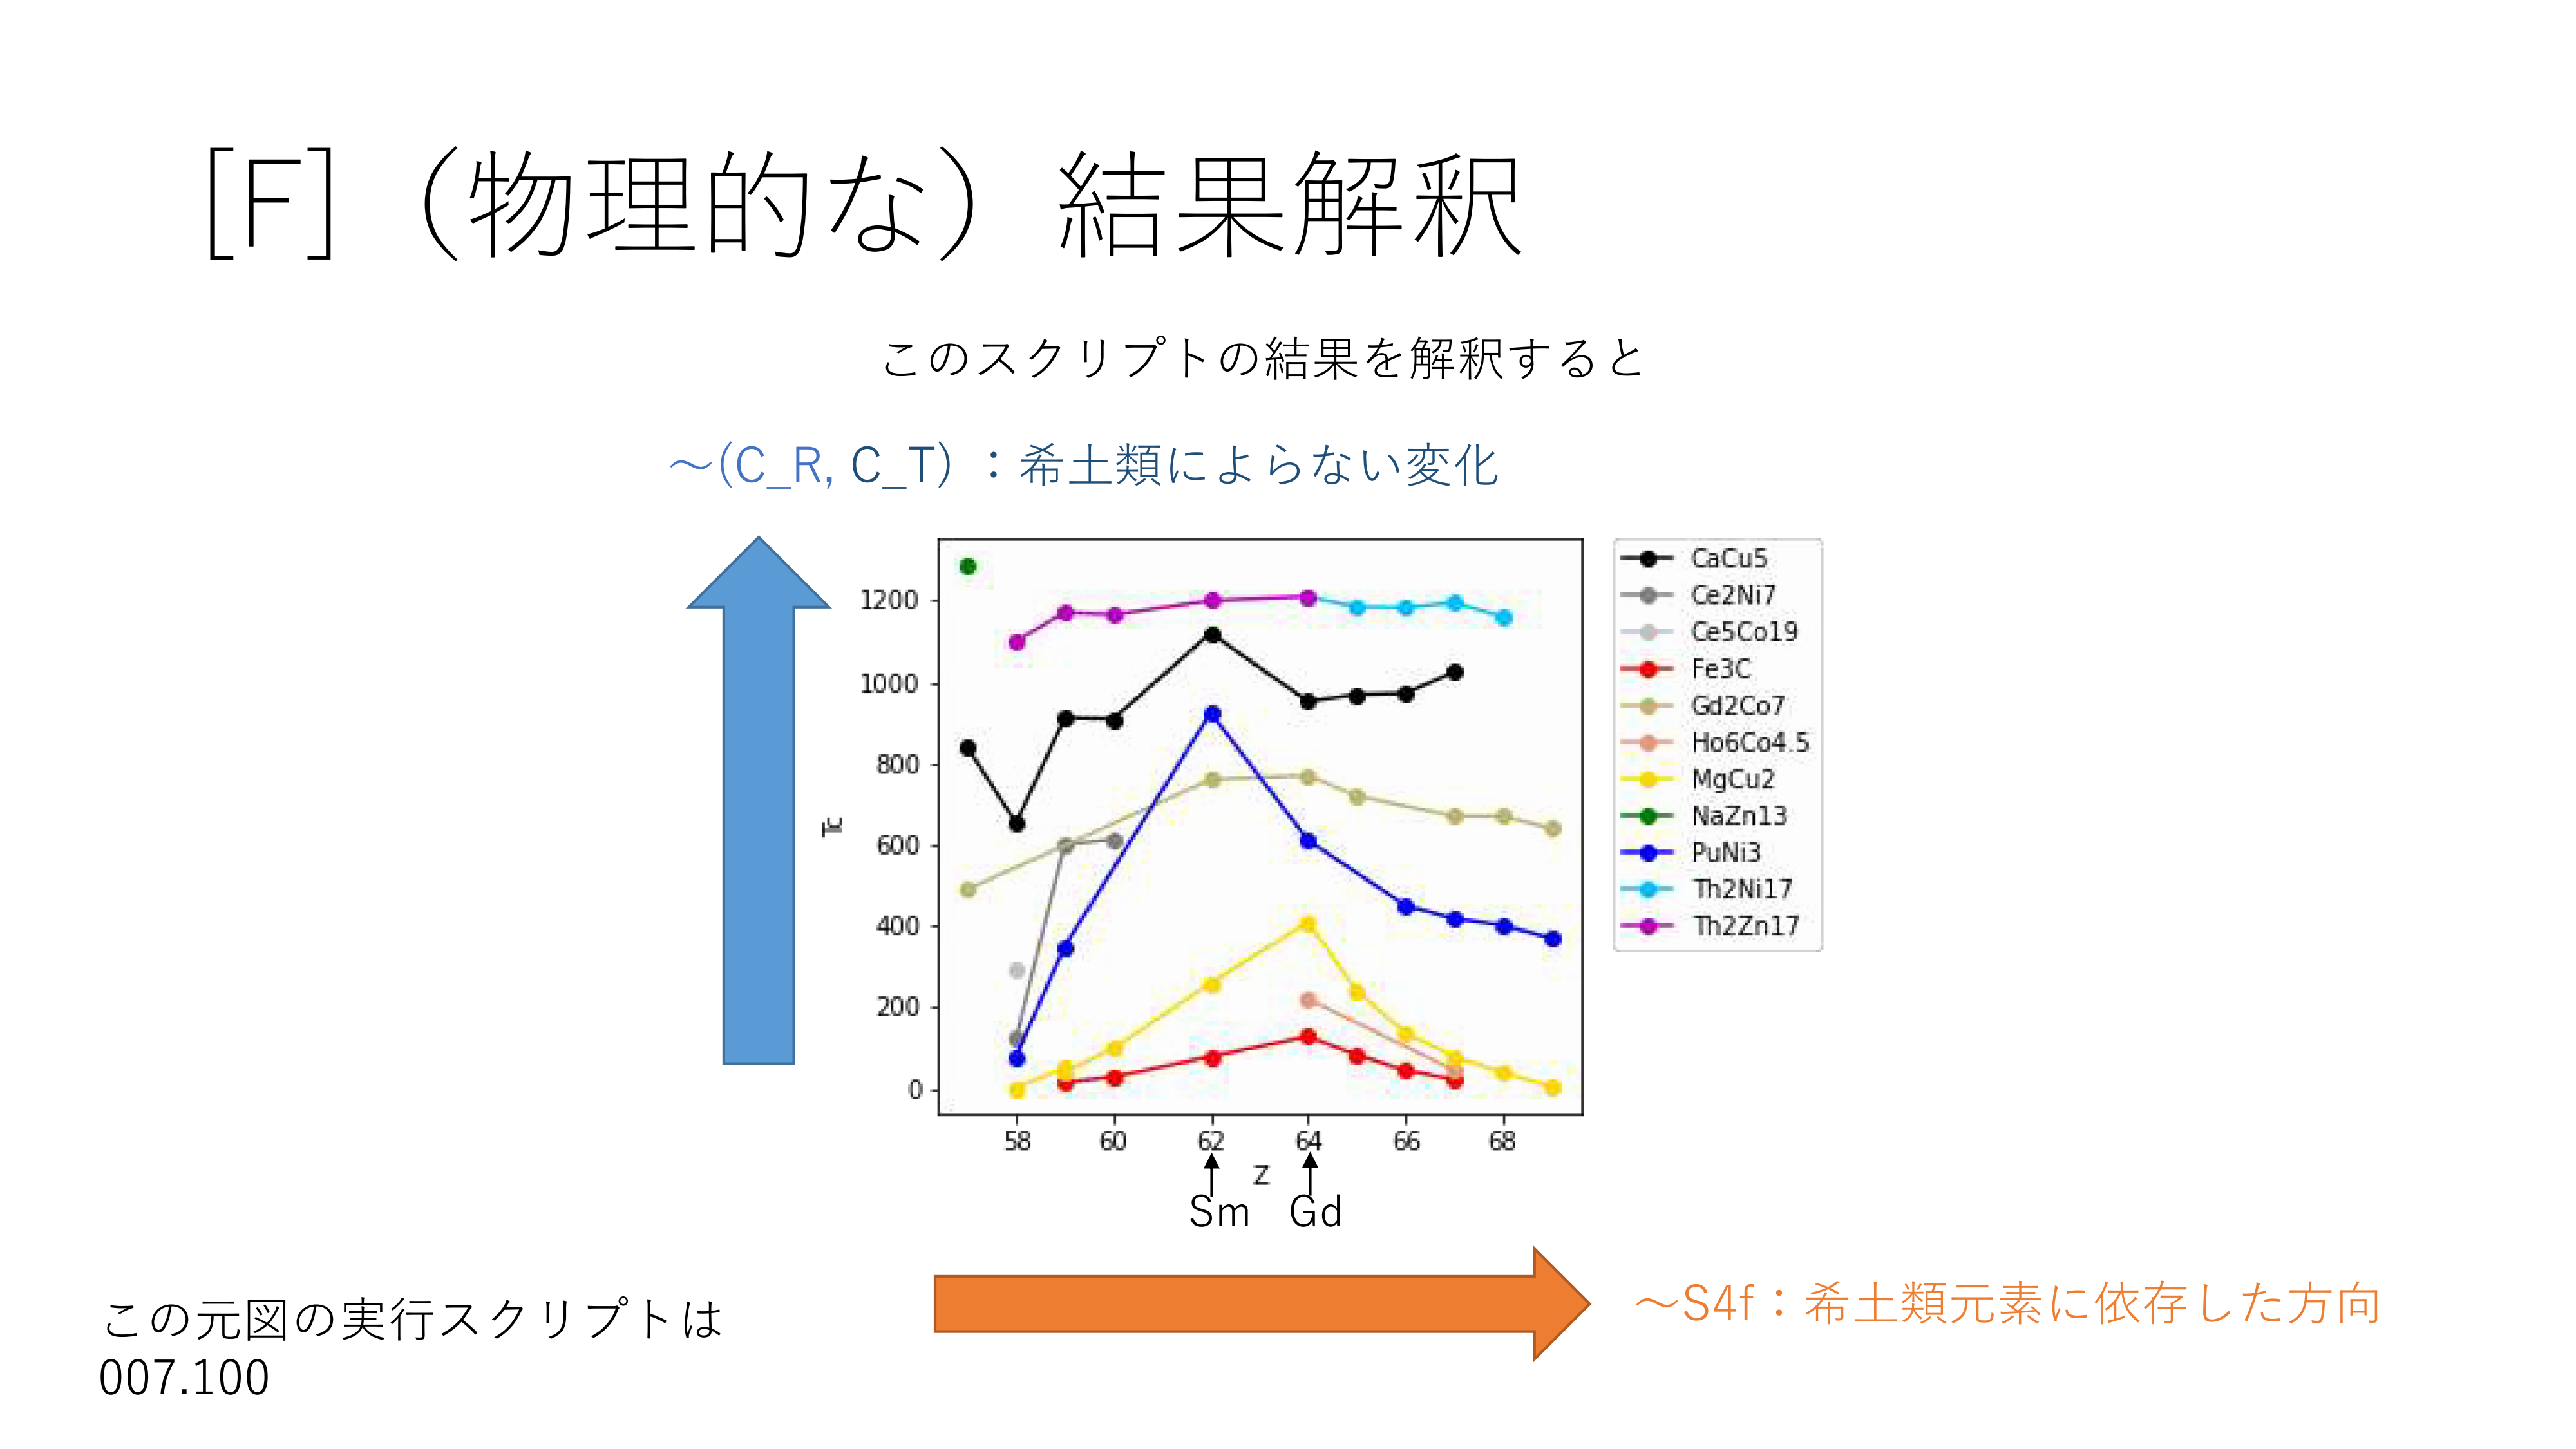 [F]（物理的な）結果解釈
このスクリプトの結果を解釈すると
～(C_R, C_T) ：希土類によらない変化
1200
1000
800
600
400
200
0
Tc
58 60 62 64 66 68
Z
Sm Gd
CaCu5
Ce2Ni7
Ce5Co19
Fe3C
Gd2Co7
Ho6Co4.5
MgCu2
NaZn13
PuNi3
Th2Ni17
Th2Zn17
～S4f：希土類元素に依存した方向
この元図の実行スクリプトは
007.100